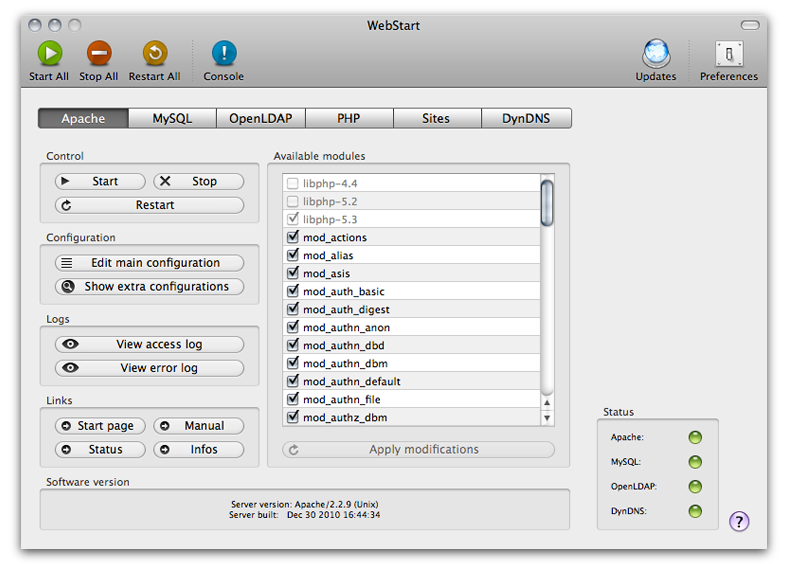 WebStart
Start All
Stop All
Restart All
Console
Updates
Preferences
Apache
MySQL
OpenLDAP
PHP
Sites
DynDNS
Control
Start
Stop
Restart
Configuration
Edit main configuration
Show extra configurations
Logs
View access log
View error log
Links
Start page
Manual
Status
Infos
Available modules
libphp-4.4
libphp-5.2
libphp-5.3
mod_actions
mod_alias
mod_asis
mod_auth_basic
mod_auth_digest
mod_authn_anon
mod_authn_dbd
mod_authn_dbm
mod_authn_default
mod_authn_file
mod_authz_dbm
Apply modifications
Software version
Server version: Apache/2.2.9 (Unix)
Server built: Dec 30 2010 16:44:34
Status
Apache:
MySQL:
OpenLDAP:
DynDNS:
?